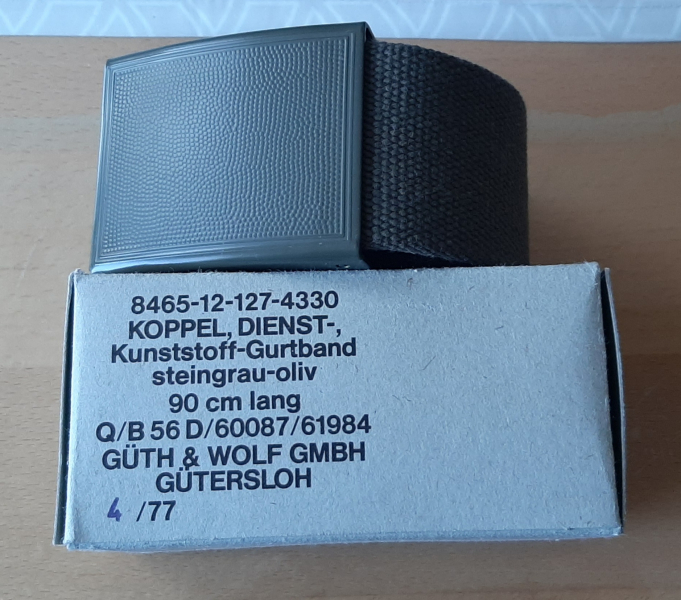 8465-12-127-4330
KOPPEL, DIENST-,
Kunststoff-Gurtband
steingrau-oliv
90 cm lang
Q/B 56 D/60087/61984
GÜTH & WOLF GMBH
GÜTERSLOH
4 /77